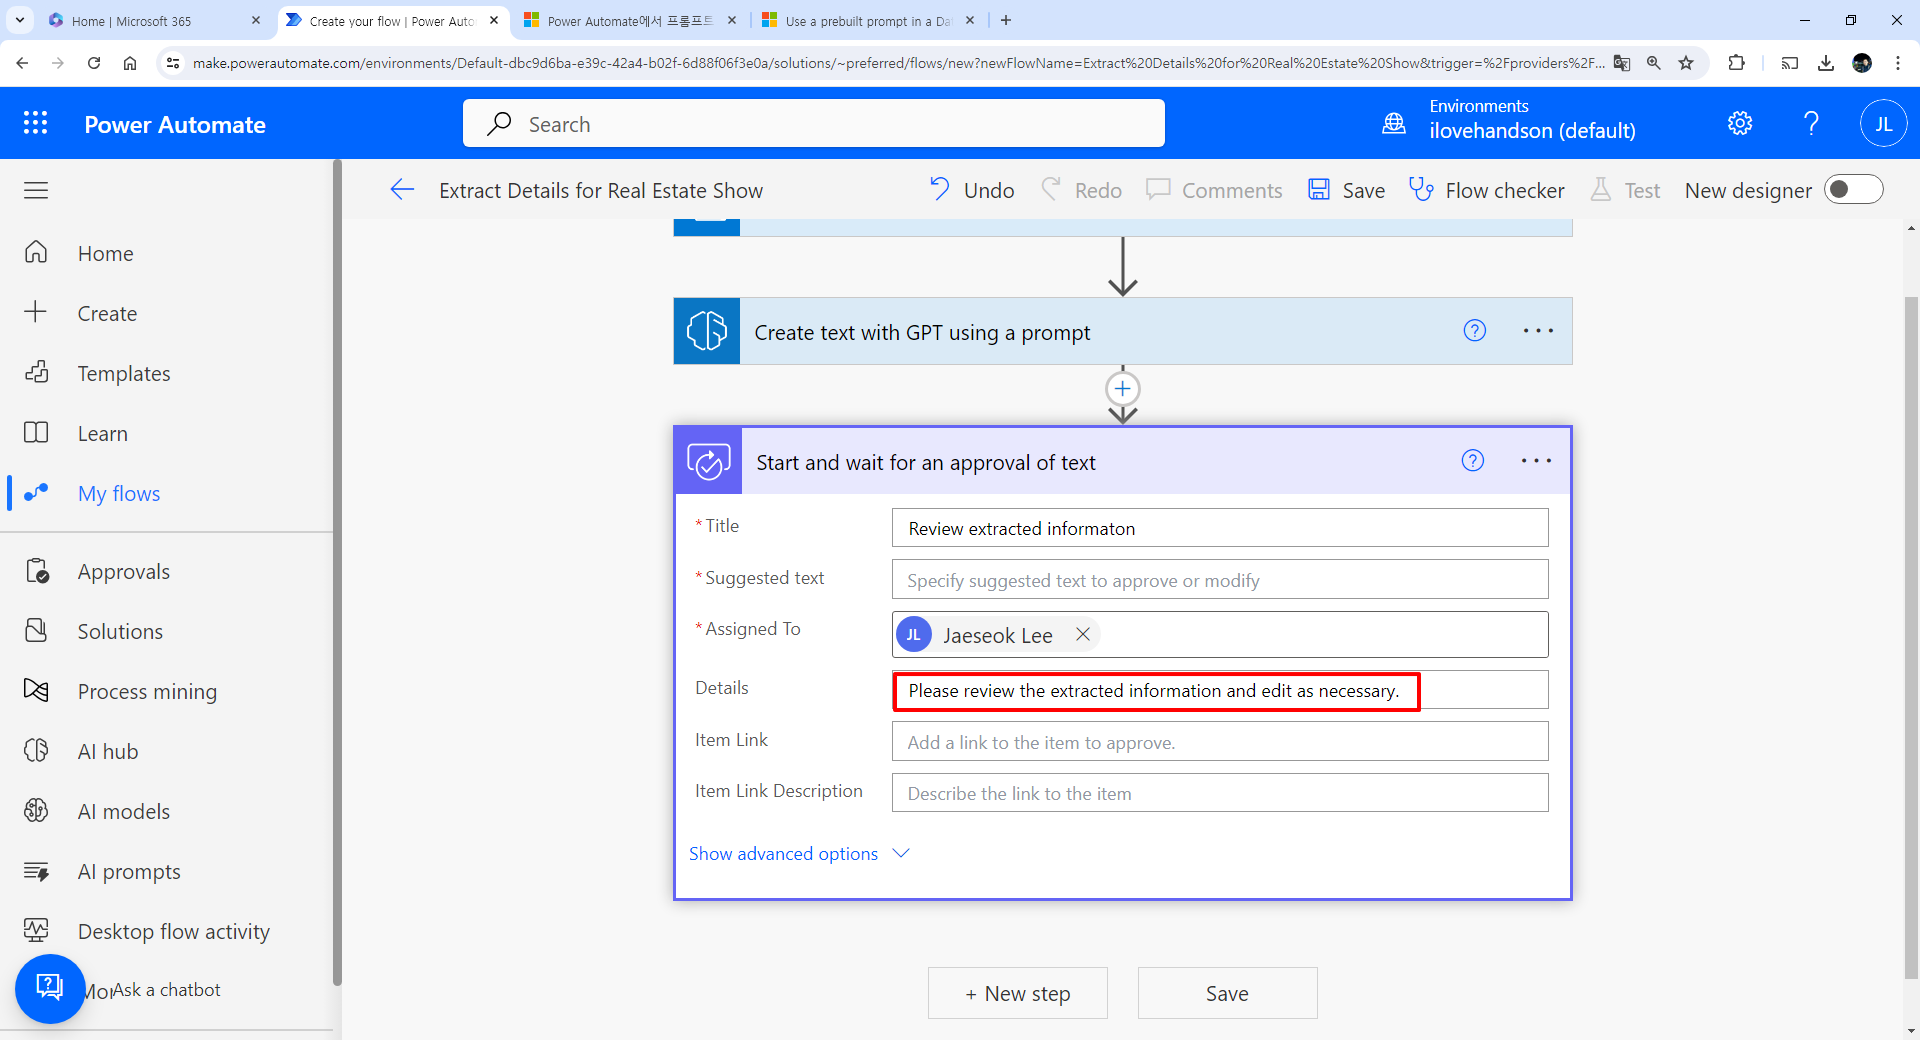 Home | Microsoft 365
Create your flow | Power Auto
Power Automate에서 프롬프트
Use a prebuilt prompt in a Da
make.powerautomate.com/environments/Default-dbc9d6ba-e39c-42a4-b02f-6d88f06f3e0a/solutions/~preferred/flows/new?newFlowName=Extract%20Details%20for%20Real%20Estate%20Show&trigger=%2Fproviders%2F...
Power Automate
Search
Environments
ilovehandson (default)
JL
Extract Details for Real Estate Show
Undo
Redo
Comments
Save
Flow checker
Test
New designer
Home
Create
Templates
Learn
My flows
Approvals
Solutions
Process mining
AI hub
AI models
AI prompts
Desktop flow activity
Mor
Ask a chatbot
Create text with GPT using a prompt
Start and wait for an approval of text
* Title
Review extracted informaton
* Suggested text
Specify suggested text to approve or modify
* Assigned To
JL Jaeseok Lee
Details
Please review the extracted information and edit as necessary.
Item Link
Add a link to the item to approve.
Item Link Description
Describe the link to the item
Show advanced options
+ New step
Save